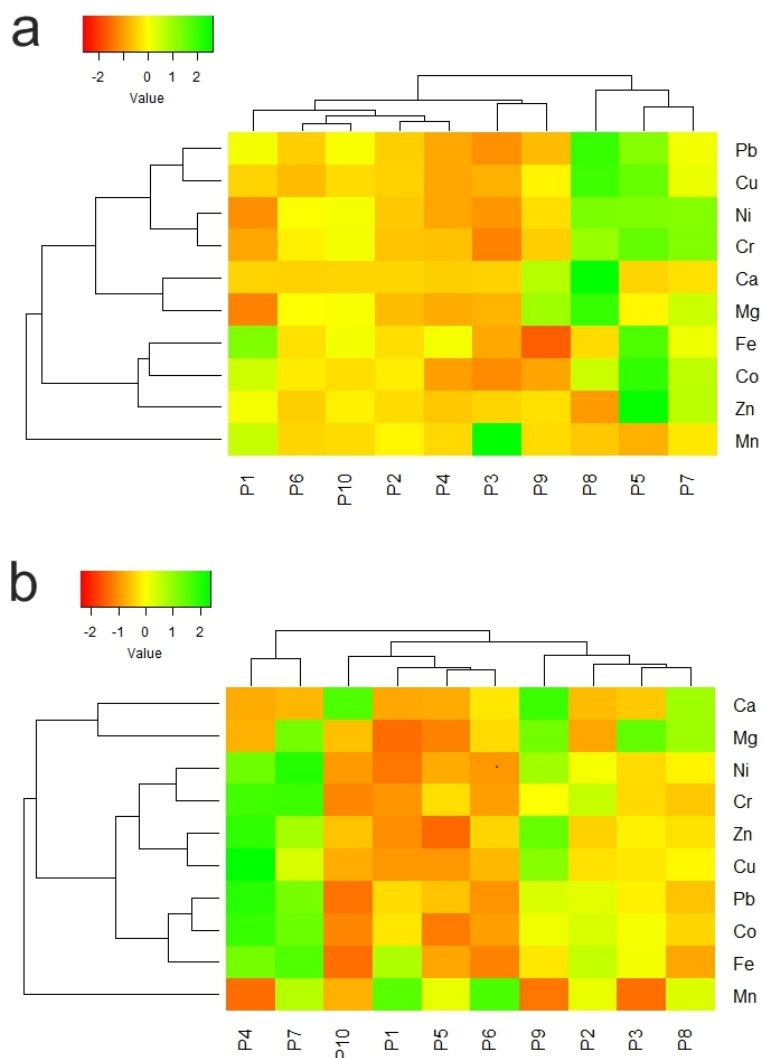 a
-2 0 1 2
Value
Pb
Cu
Ni
Cr
Ca
Mg
Fe
Co
Zn
Mn
P1 P6 P10 P2 P4 P3 P9 P8 P5 P7
b
-2 -1 0 1 2
Value
Ca
Mg
Ni
Cr
Zn
Cu
Pb
Co
Fe
Mn
P4 P7 P10 P1 P5 P6 P9 P2 P3 P8